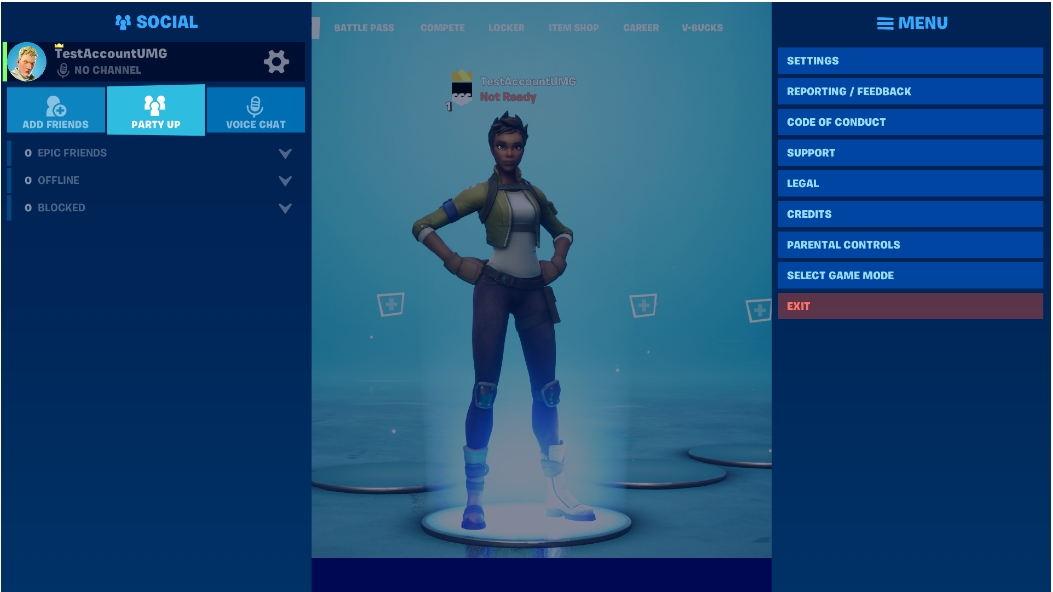 SOCIAL
TestAccountUMG
NO CHANNEL
ADD FRIENDS
PARTY UP
VOICE CHAT
0 EPIC FRIENDS
0 OFFLINE
0 BLOCKED
BATTLE PASS
COMPETE
LOCKER
ITEM SHOP
CAREER
V-BUCKS
TestAccountUMG
Not Ready
1
MENU
SETTINGS
REPORTING / FEEDBACK
CODE OF CONDUCT
SUPPORT
LEGAL
CREDITS
PARENTAL CONTROLS
SELECT GAME MODE
EXIT